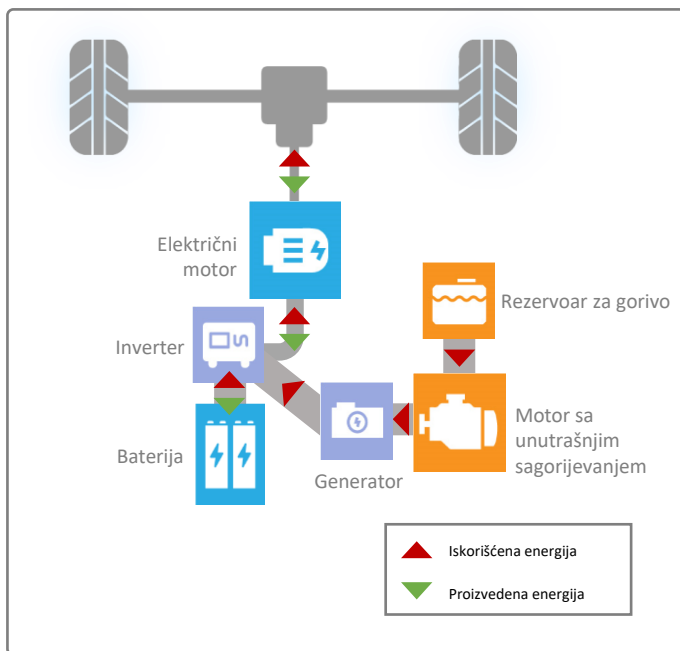 Električni
motor
Rezervoar za gorivo
Inverter
Baterija
Generator
Motor sa
unutrašnjim
sagorijevanjem
Iskorišćena energija
Proizvedena energija